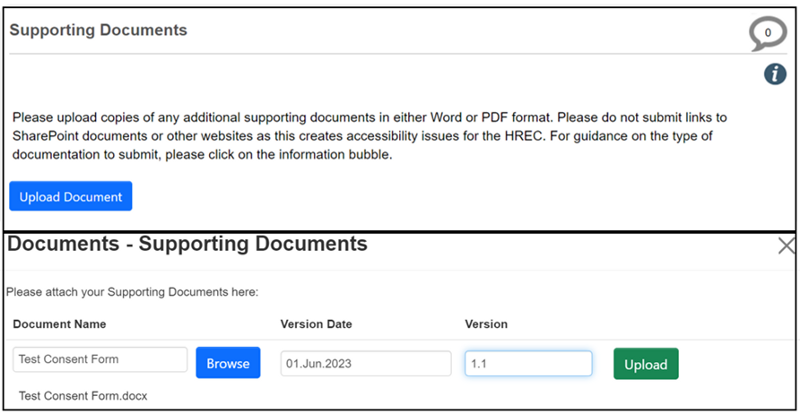 Supporting Documents
0
i
Please upload copies of any additional supporting documents in either Word or PDF format. Please do not submit links to
SharePoint documents or other websites as this creates accessibility issues for the HREC. For guidance on the type of
documentation to submit, please click on the information bubble.
Upload Document
Documents - Supporting Documents
Please attach your Supporting Documents here:
Document Name Version Date Version
Test Consent Form Browse 01.Jun.2023 1.1 Upload
Test Consent Form.docx